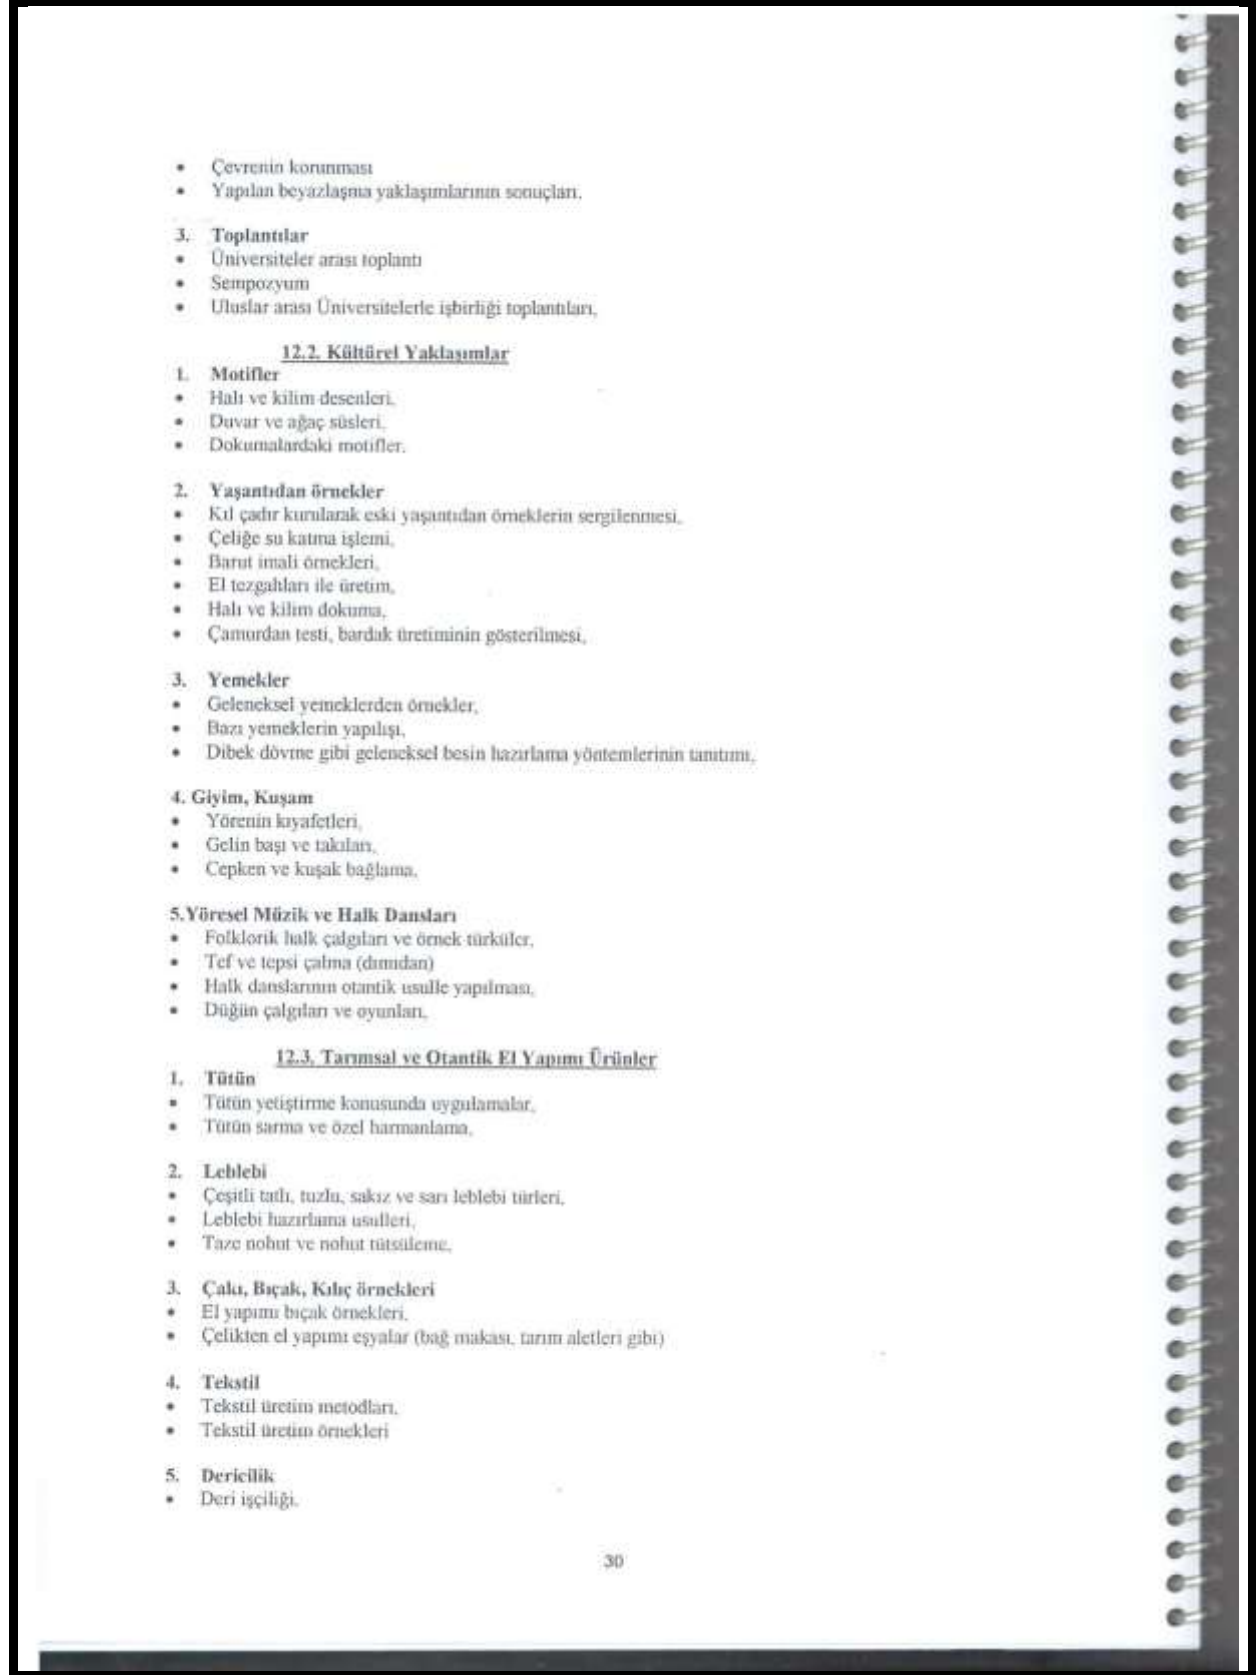 • Çevrenin korunması
• Yapılan beyazlaşma yaklaşımlarının sonuçları.
3. Toplantılar
• Üniversiteler arası toplantı
• Sempozyum
• Uluslar arası Üniversitelerle işbirliği toplantıları.
12.2. Kültürel Yaklaşımlar
1. Motifler
• Halı ve kilim desenleri.
• Duvar ve ağaç süsleri.
• Dokumalardaki motifler.
2. Yaşantıdan örnekler
• Kıl çadır kurularak eski yaşantıdan örneklerin sergilenmesi.
• Çeliğe su katma işlemi.
• Barut imali örnekleri.
• El tezgahları ile üretim.
• Halı ve kilim dokuma.
• Çamurdan testi, bardak üretiminin gösterilmesi.
3. Yemekler
• Geleneksel yemeklerden örnekler.
• Bazı yemeklerin yapılışı.
• Dibek dövme gibi geleneksel besin hazırlama yöntemlerinin tanıtımı.
4. Giyim, Kuşam
• Yörenin kıyafetleri.
• Gelin başı ve takıları.
• Cepken ve kuşak bağlama.
5.Yöresel Müzik ve Halk Dansları
• Folklorik halk çalgıları ve örnek türküler.
• Tef ve tepsi çalma (dımıdan)
• Halk danslarının otantik usulle yapılması.
• Düğün çalgıları ve oyunları.
12.3. Tarımsal ve Otantik El Yapımı Ürünler
1. Tütün
• Tütün yetiştirme konusunda uygulamalar.
• Tütün sarma ve özel harmanlama.
2. Leblebi
• Çeşitli tatlı, tuzlu, sakız ve sarı leblebi türleri.
• Leblebi hazırlama usulleri.
• Taze nohut ve nohut tütsüleme.
3. Çakı, Bıçak, Kılıç örnekleri
• El yapımı bıçak örnekleri.
• Çelikten el yapımı eşyalar (bağ makası, tarım aletleri gibi)
4. Tekstil
• Tekstil üretim metodları.
• Tekstil üretim örnekleri
5. Dericilik
• Deri işçiliği.
30